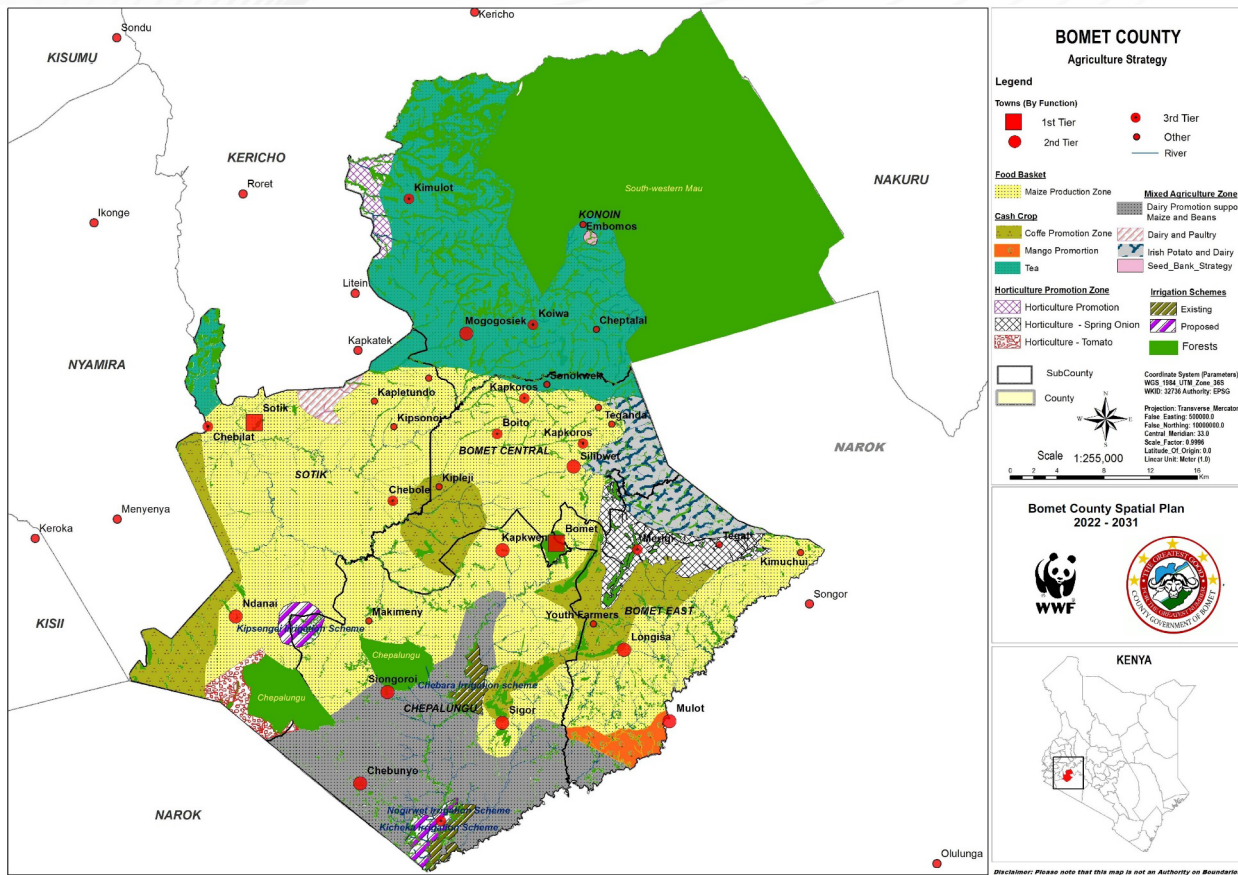 Kericho
Sondu
KISUMU
KERICHO
Roret
Ikonge
Kimulot
South-western Mau
NAKURU
KONOIN
Embomos
Litein
Mogogosiek
Koiwa
Cheptalal
Kapkatek
NYAMIRA
Senokwek
Kapletundo
Kapkoros
Sotik
Kipsonoi
Teganda
Chebilat
Boito
Kapkoros
BOMET CENTRAL
NAROK
Silibwet
SOTIK
Kipleji
Chebole
Menyenya
Keroka
Bomet
Kapkwen
Merigi
Tegat
Kimuchui
Songor
Ndanai
Makimeny
BOMET EAST
Youth Farmers
KISII
Kipsengei Irrigation Scheme
Longisa
Chepalungu
Chebara Irrigation scheme
Chepalungu
Srongoroi
CHEPALUNGU
Sigor
Mulot
Chebunyo
NAROK
Nogirwet Irrigation Scheme
Kicheka Irrigation Scheme
Olulunga
BOMET COUNTY
Agriculture Strategy
Legend
Towns (By Function)
1st Tier
2nd Tier
3rd Tier
Other
River
Food Basket
Maize Production Zone
Cash Crop
Coffe Promotion Zone
Mango Promortion
Tea
Horticulture Promotion Zone
Horticulture Promotion
Horticulture - Spring Onion
Horticulture - Tomato
SubCounty
County
Mixed Agriculture Zone
Dairy Promotion suppo
Maize and Beans
Dairy and Paultry
Irish Potato and Dairy
Seed_Bank_Strategy
Irrigation Schemes
Existing
Proposed
Forests
Coordinate System (Parameters)
WGS_1984_UTM_Zone_36S
WKID: 32736 Authority: EPSG
Projection: Transverse_Mercator
False_Easting: 500000.0
False_Northing: 10000000.0
Central_Meridian: 33.0
Scale_Factor: 0.9996
Latitude_Of_Origin: 0.0
Linear Unit: Meter (1.0)
N
W E
S
Scale 1:255,000
0 2 4 8 12 16
Km
Bomet County Spatial Plan
2022 - 2031
WWF
COUNTY GOVERNMENT OF BOMET
KENYA
Disclaimer: Please note that this map is not an Authority on Boundarie